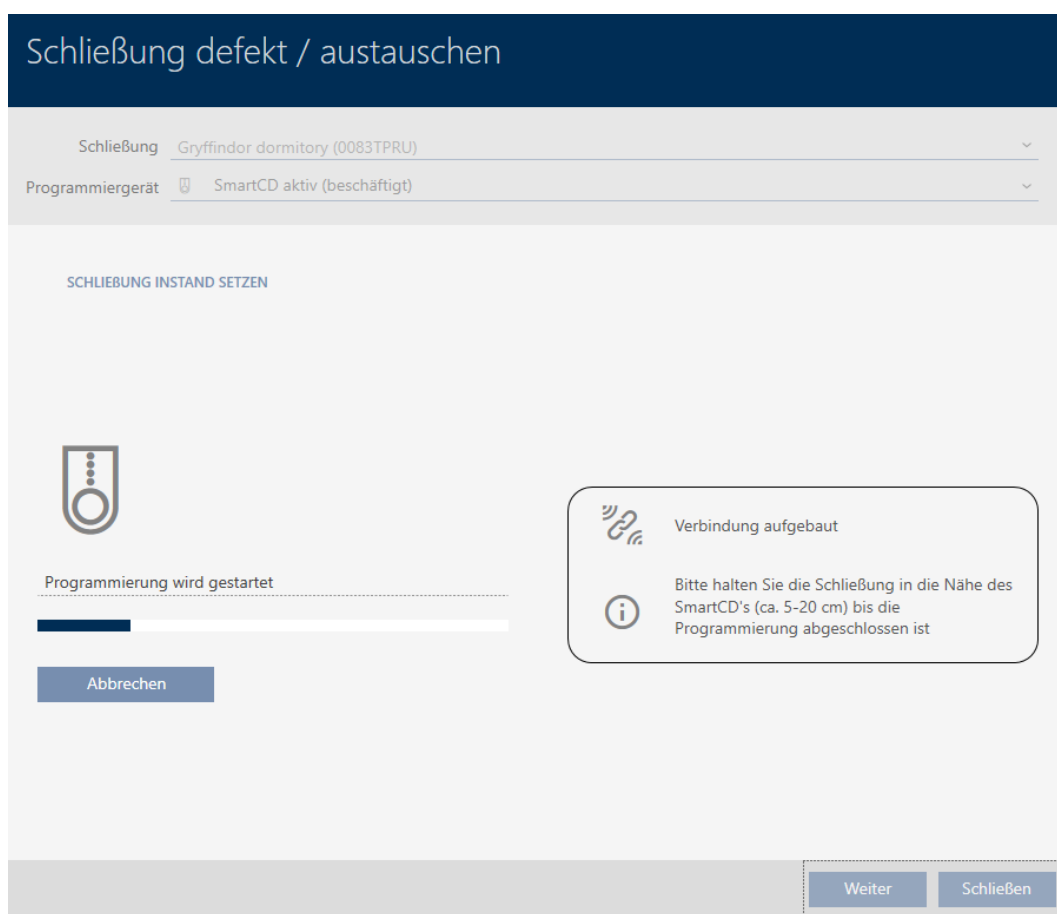 Schließung defekt / austauschen
Schließung Gryffindor dormitory (0083TPRU)
Programmiergerät SmartCD aktiv (beschäftigt)
SCHLIEßUNG INSTAND SETZEN
Verbindung aufgebaut
Programmierung wird gestartet
Bitte halten Sie die Schließung in die Nähe des
SmartCD's (ca. 5-20 cm) bis die
Programmierung abgeschlossen ist
Abbrechen
Weiter Schließen